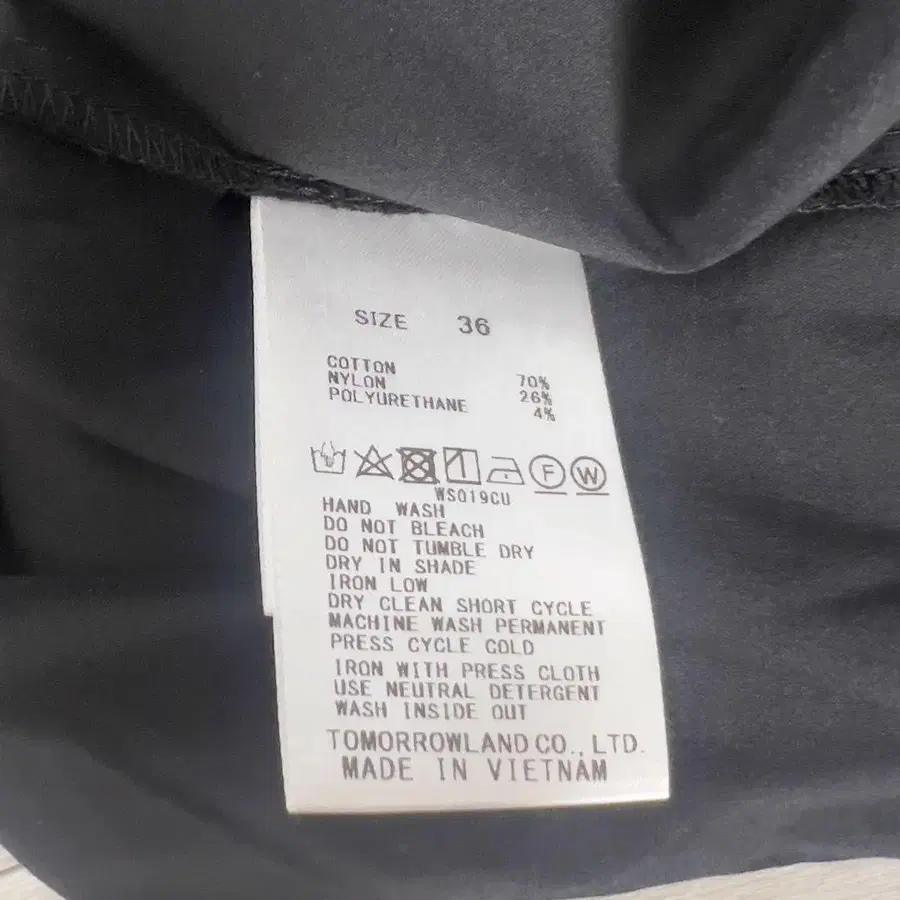 SIZE 36
COTTON 70%
NYLON 26%
POLYURETHANE 4%
F W
WS019CU
HAND WASH
DO NOT BLEACH
DO NOT TUMBLE DRY
DRY IN SHADE
IRON LOW
DRY CLEAN SHORT CYCLE
MACHINE WASH PERMANENT
PRESS CYCLE COLD
IRON WITH PRESS CLOTH
USE NEUTRAL DETERGENT
WASH INSIDE OUT
TOMORROWLAND CO., LTD.
MADE IN VIETNAM